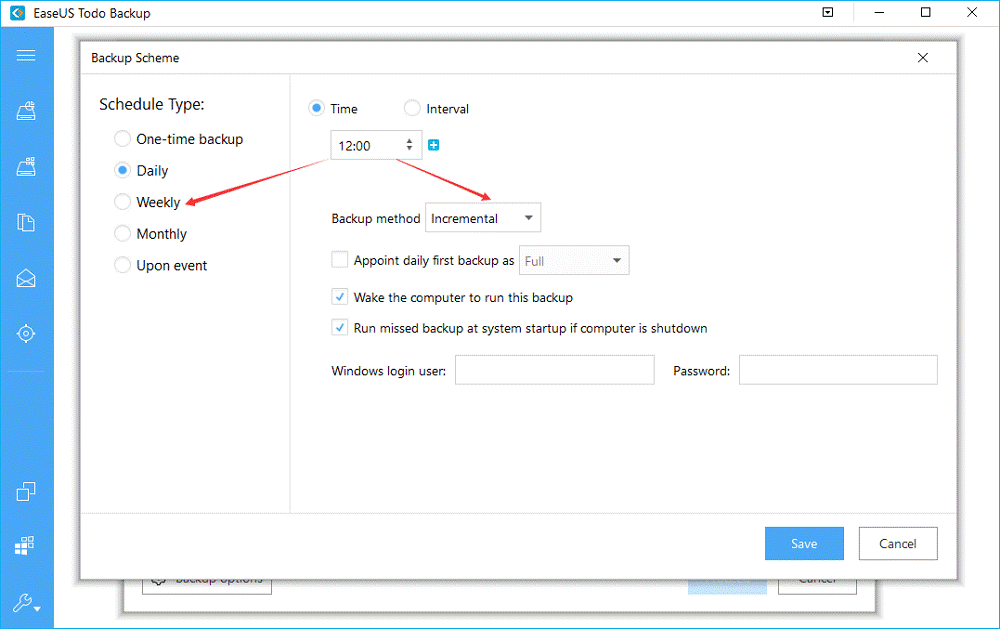 EaseUS Todo Backup
Backup Scheme
Schedule Type:
One-time backup
Daily
Weekly
Monthly
Upon event
Time Interval
12:00
Backup method Incremental
Appoint daily first backup as Full
Wake the computer to run this backup
Run missed backup at system startup if computer is shutdown
Windows login user: Password:
Save Cancel
Backup options Cancel